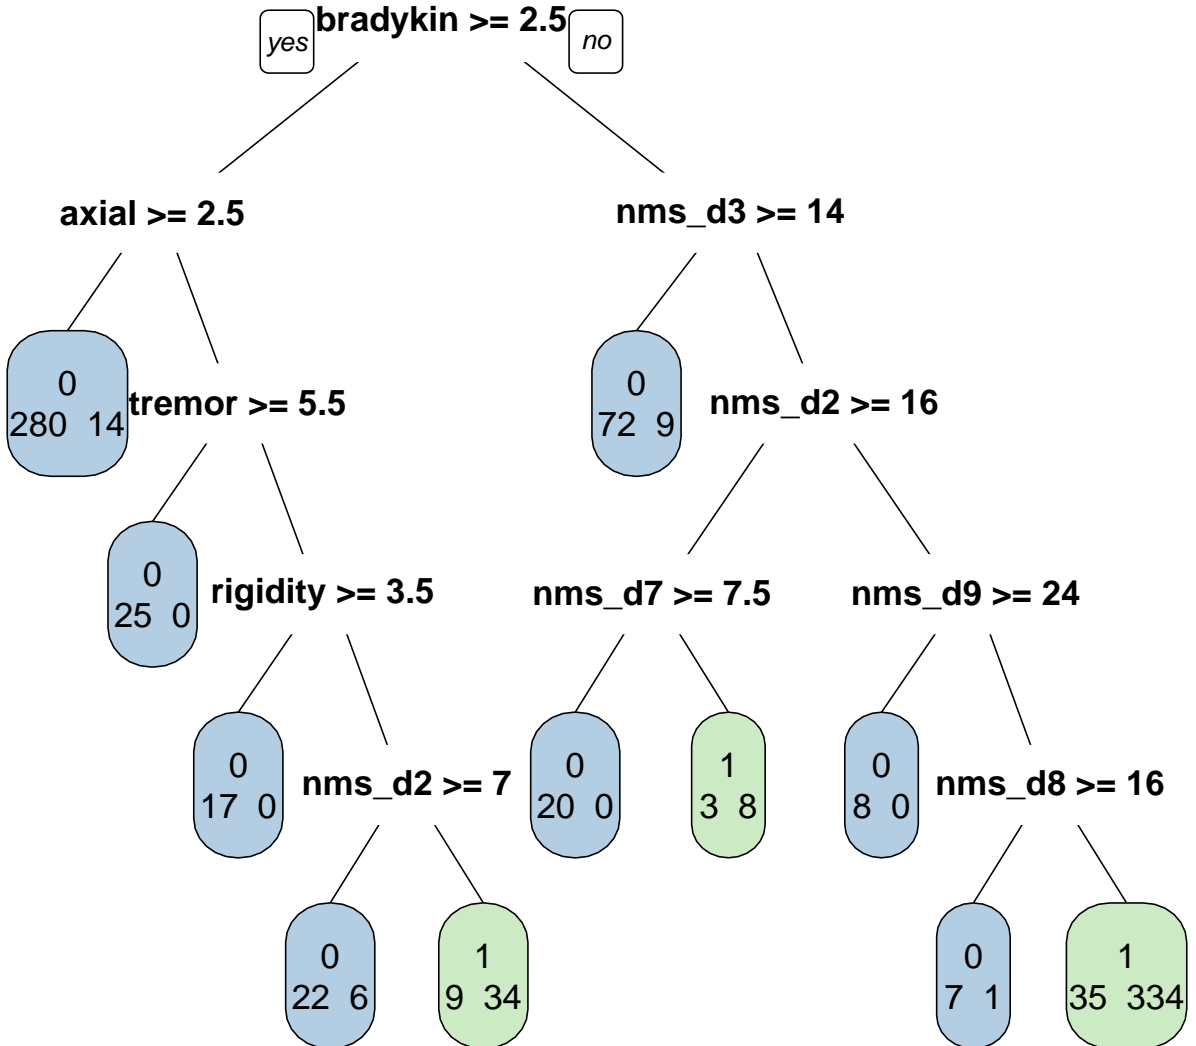 bradykin >= 2.5
yes
no
axial >= 2.5
nms_d3 >= 14
0
280 14
tremor >= 5.5
0
72 9
nms_d2 >= 16
0
25 0
rigidity >= 3.5
nms_d7 >= 7.5
nms_d9 >= 24
0
17 0
nms_d2 >= 7
0
20 0
1
3 8
0
8 0
nms_d8 >= 16
0
22 6
1
9 34
0
7 1
1
35 334